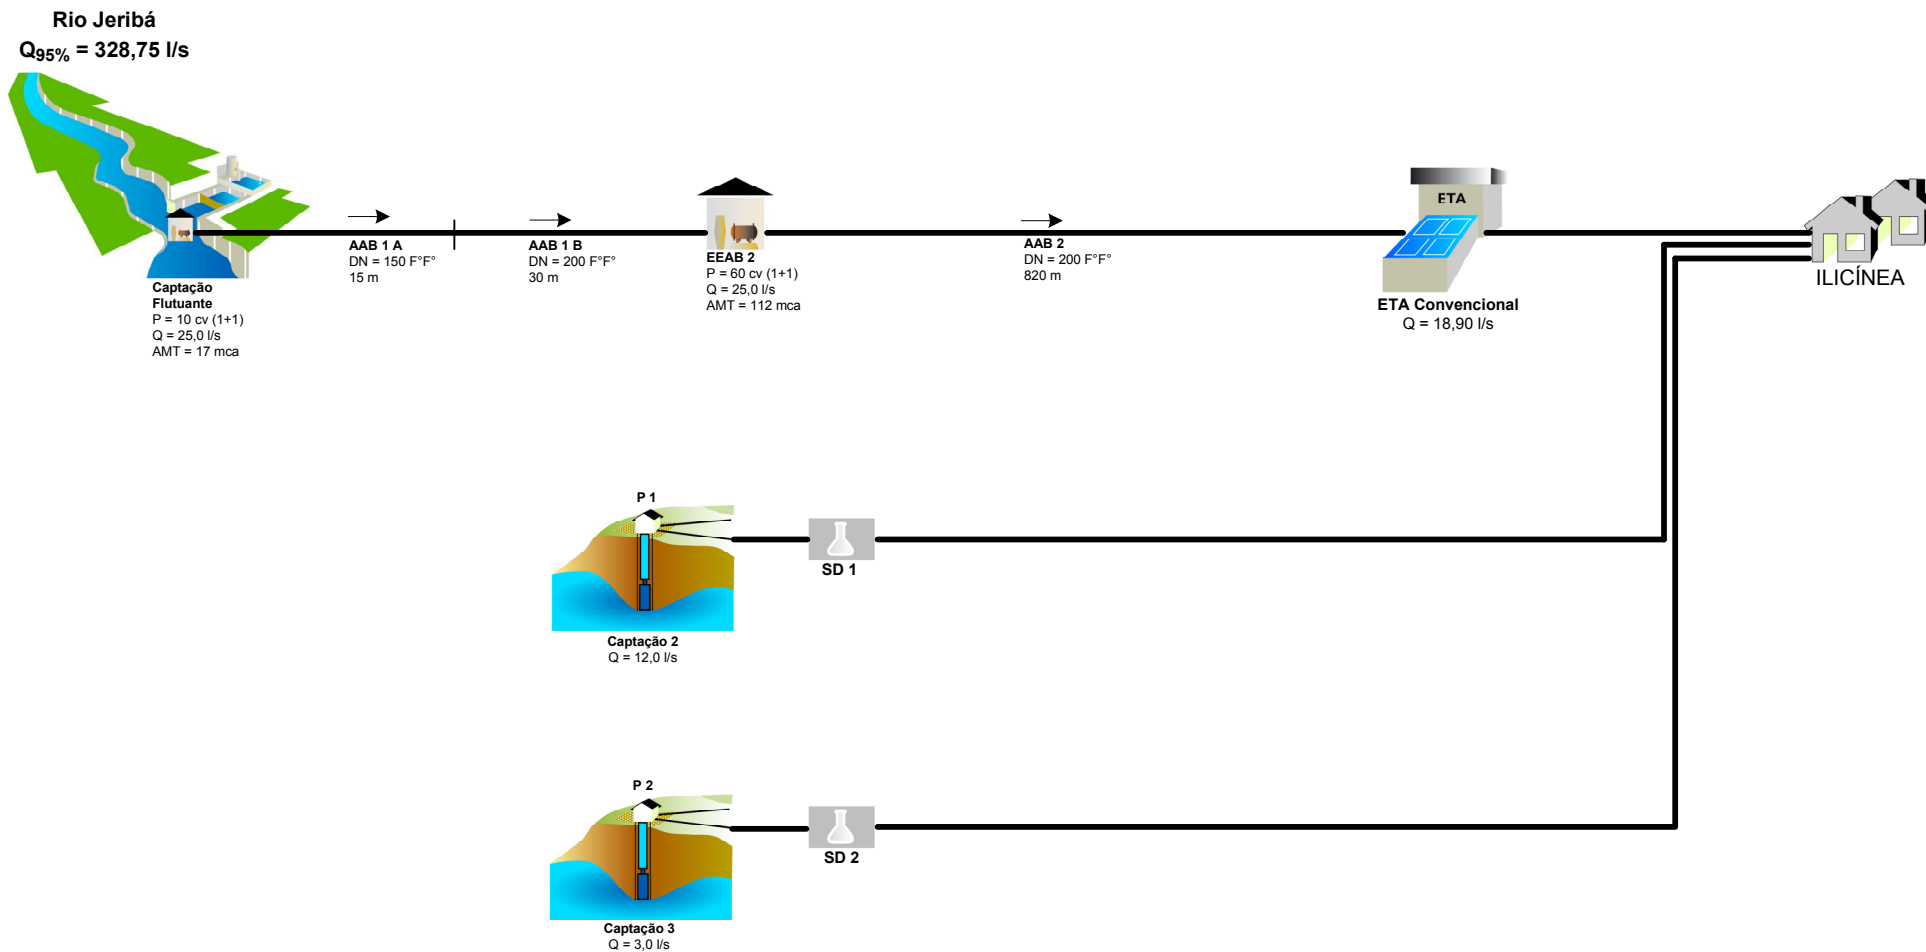 Rio Jeribá
Q95% = 328,75 l/s
Captação
Flutuante
P = 10 cv (1+1)
Q = 25,0 l/s
AMT = 17 mca
AAB 1 A
DN = 150 F°F°
15 m
AAB 1 B
DN = 200 F°F°
30 m
EEAB 2
P = 60 cv (1+1)
Q = 25,0 l/s
AMT = 112 mca
AAB 2
DN = 200 F°F°
820 m
ETA
ETA Convencional
Q = 18,90 l/s
ILICÍNEA
P 1
SD 1
Captação 2
Q = 12,0 l/s
P 2
SD 2
Captação 3
Q = 3,0 l/s